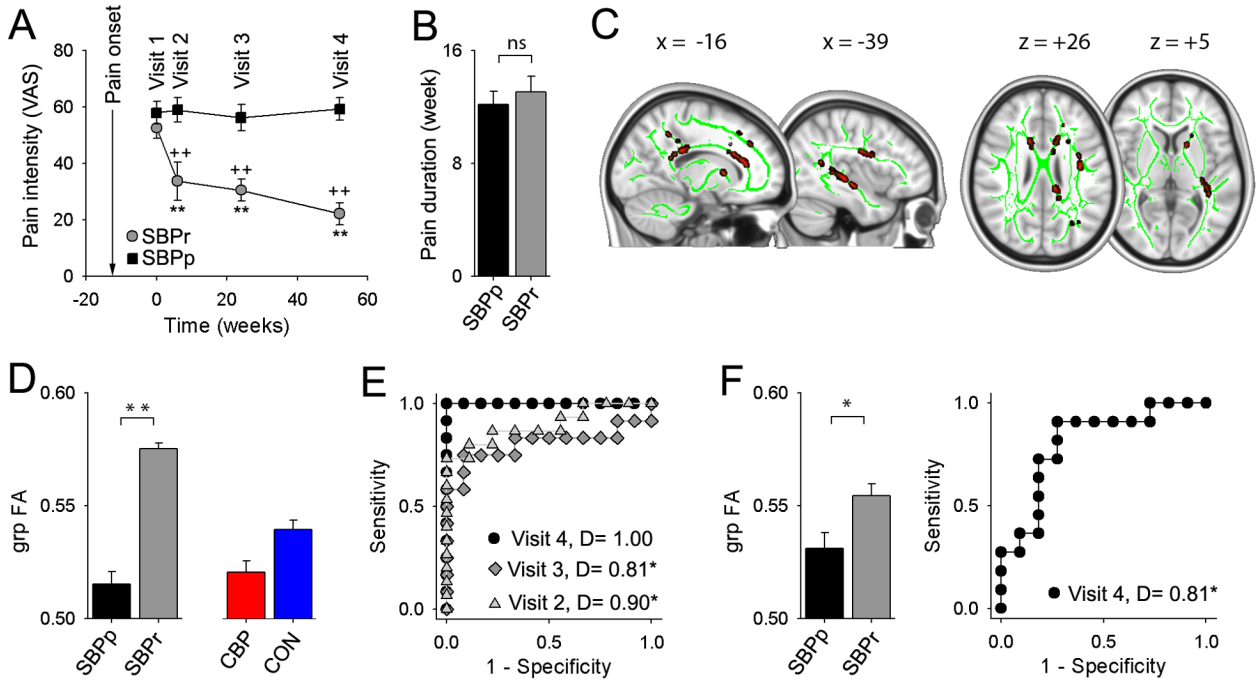 A
Pain intensity (VAS)
80
60
40
20
0
Pain onset
Visit 1
Visit 2
Visit 3
Visit 4
++
++
++
**
**
**
SBPr
SBPp
-20
0
20
40
60
Time (weeks)
B
Pain duration (week)
16
8
0
ns
SBPp
SBPr
C
x = -16
x = -39
z = +26
z = +5
D
grp FA
0.60
0.55
0.50
**
SBPp
SBPr
CBP
CON
E
Sensitivity
1.0
0.5
0.0
Visit 4, D= 1.00
Visit 3, D= 0.81*
Visit 2, D= 0.90*
0.0
0.5
1.0
1 - Specificity
F
grp FA
0.60
0.55
0.50
*
SBPp
SBPr
Sensitivity
1.0
0.5
0.0
Visit 4, D= 0.81*
0.0
0.5
1.0
1 - Specificity